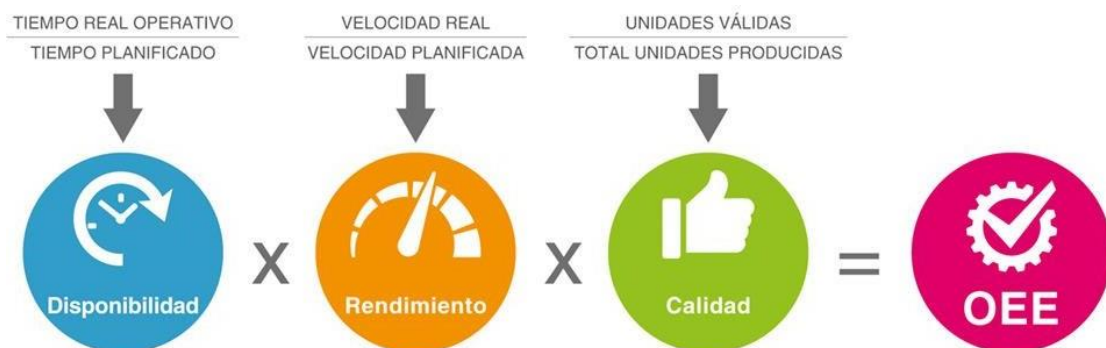 TIEMPO REAL OPERATIVO
TIEMPO PLANIFICADO
VELOCIDAD REAL
VELOCIDAD PLANIFICADA
UNIDADES VÁLIDAS
TOTAL UNIDADES PRODUCIDAS
Disponibilidad
X
Rendimiento
X
Calidad
=
OEE